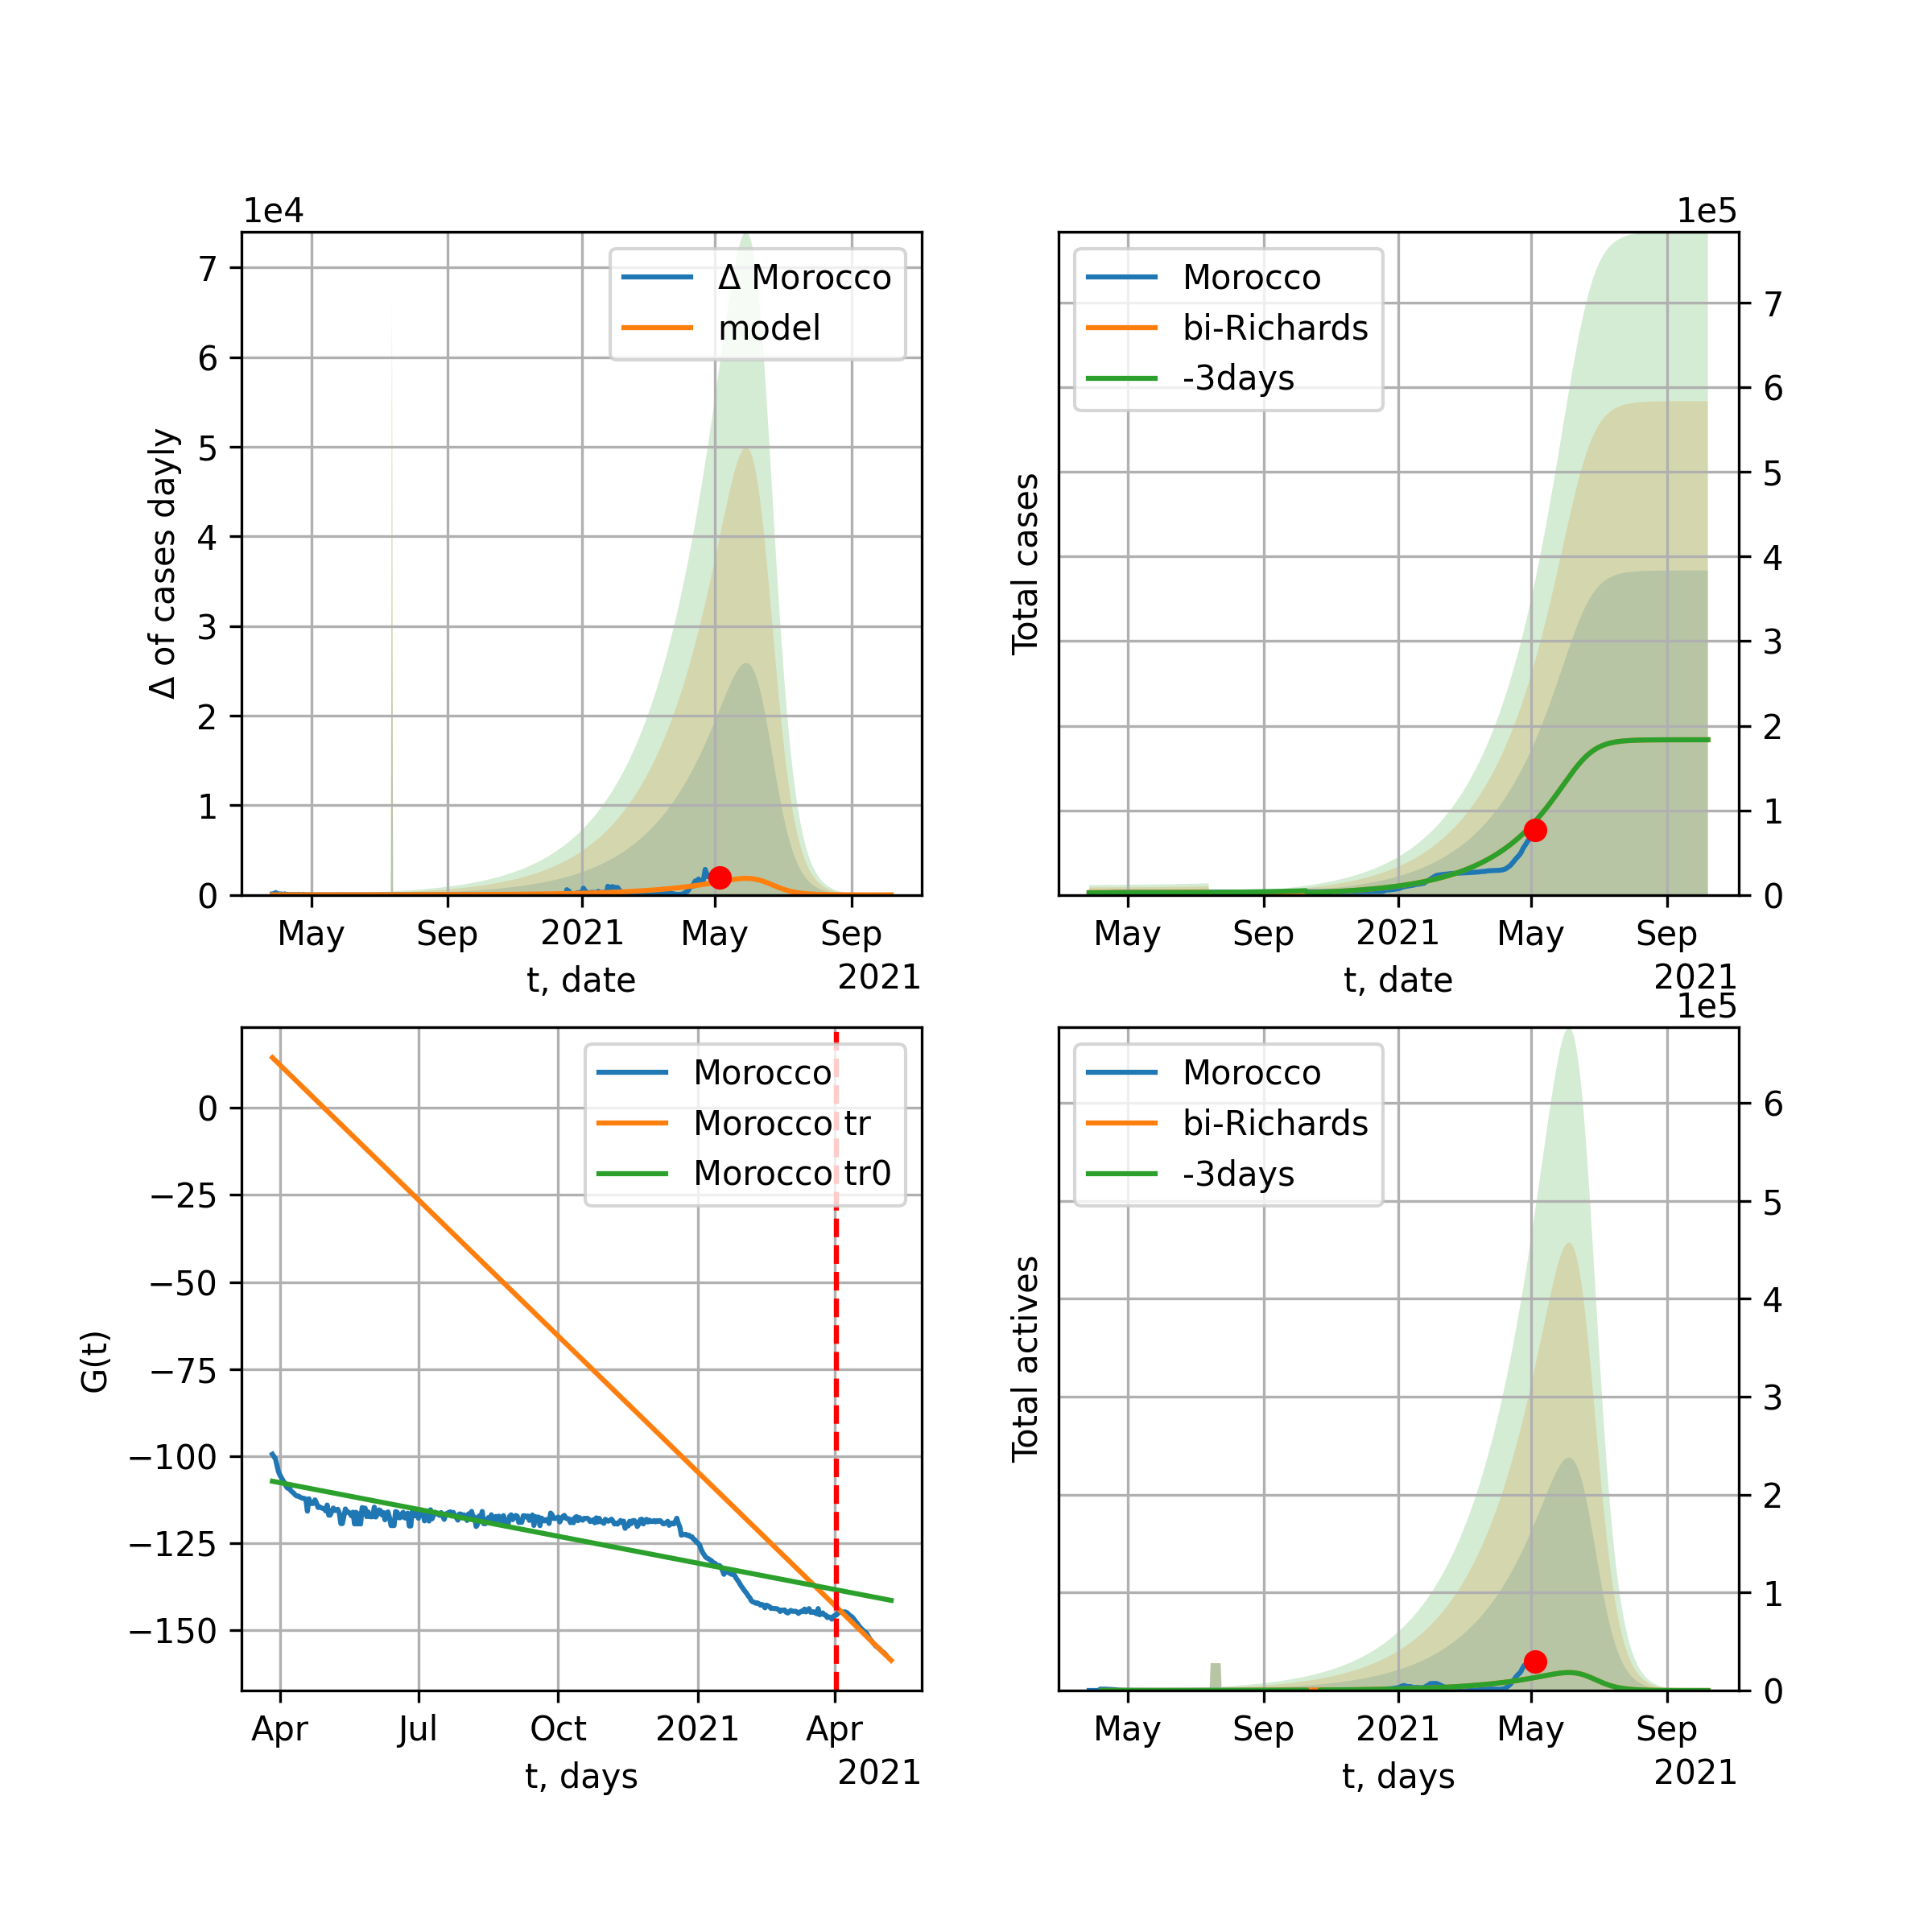 1e4
Δ of cases dayly
7
6
5
4
3
2
1
0
Δ Morocco
model
May Sep 2021 May Sep
t, date 2021
1e5
Total cases
Morocco
bi-Richards
-3days
7
6
5
4
3
2
1
0
May Sep 2021 May Sep
t, date 2021
G(t)
0
−25
−50
−75
−100
−125
−150
Morocco
Morocco tr
Morocco tr0
Apr Jul Oct 2021 Apr
t, days 2021
1e5
Total actives
Morocco
bi-Richards
-3days
6
5
4
3
2
1
0
May Sep 2021 May Sep
t, days 2021